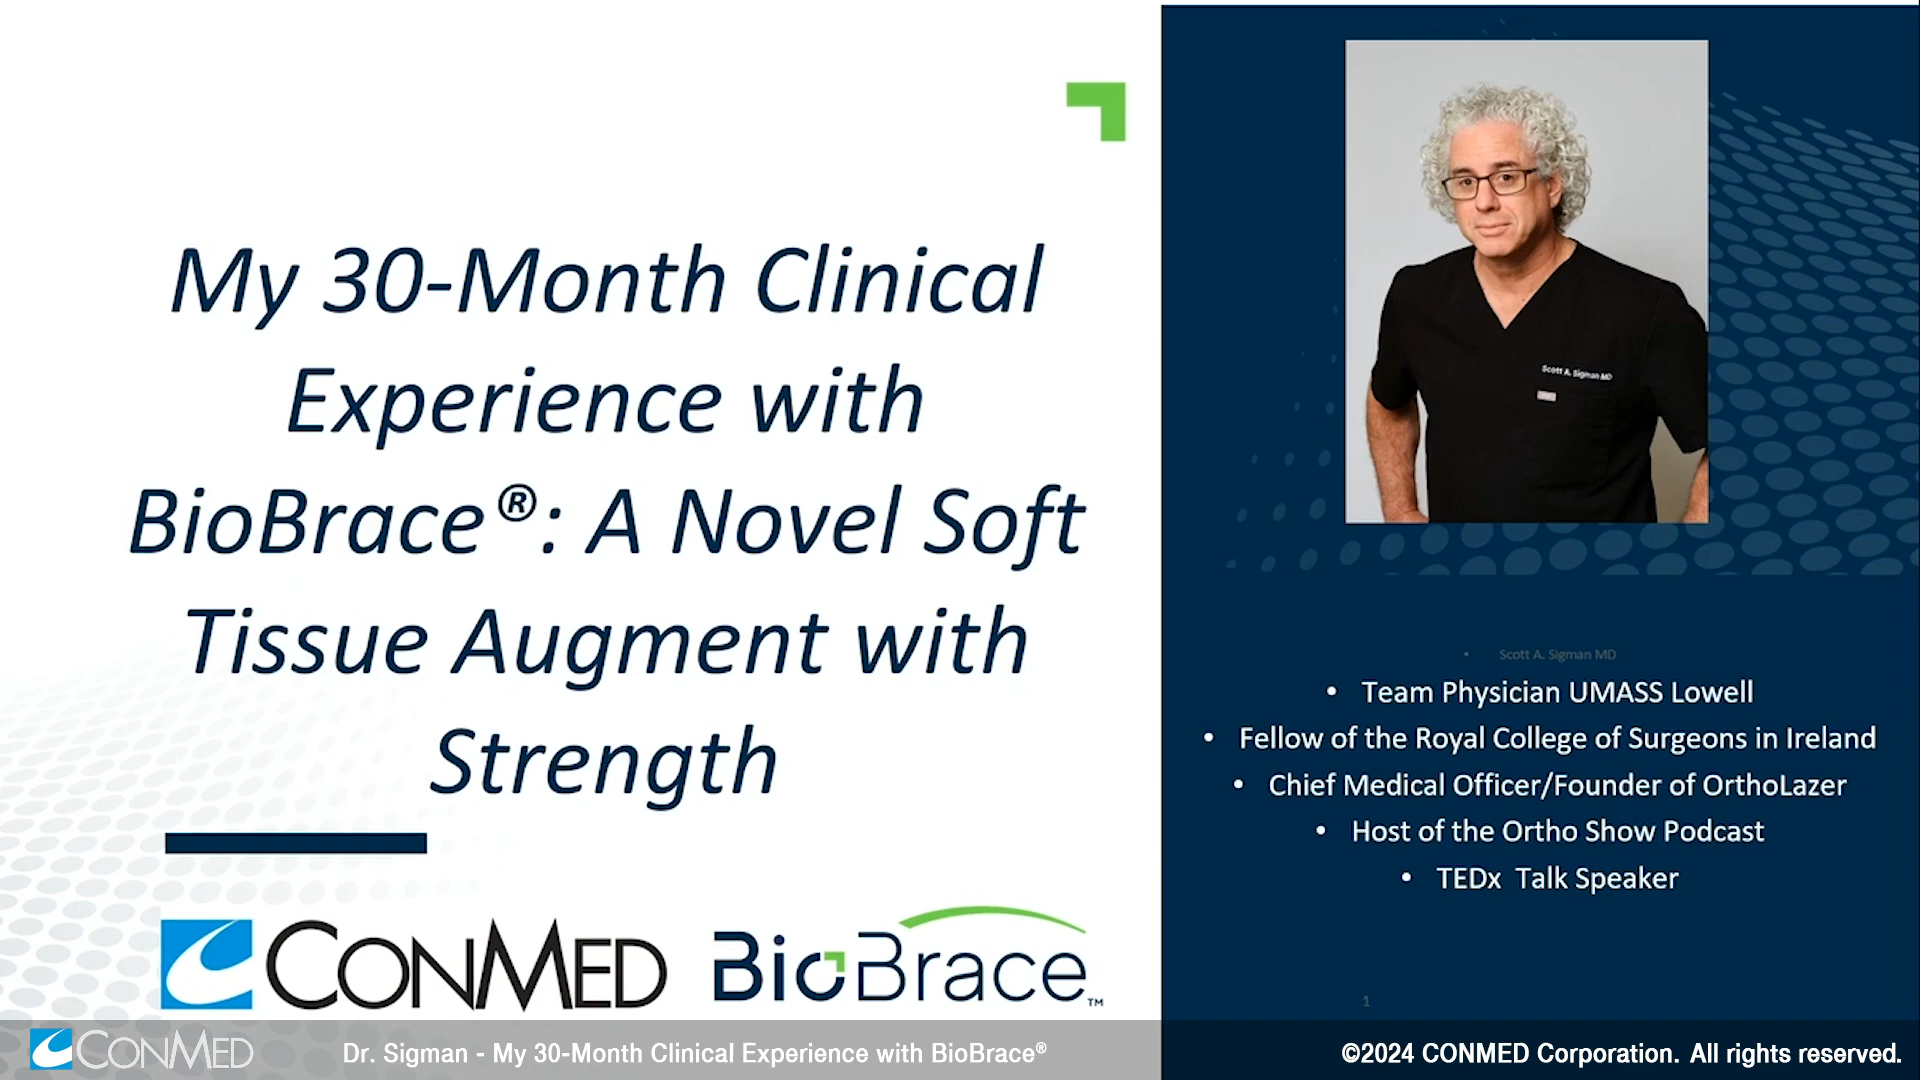 My 30-Month Clinical
Experience with
BioBrace®: A Novel Soft
Tissue Augment with
Strength
CONMED
BioBrace™
Scott A. Sigman MD
• Scott A. Sigman MD
• Team Physician UMASS Lowell
• Fellow of the Royal College of Surgeons in Ireland
• Chief Medical Officer/Founder of OrthoLazer
• Host of the Ortho Show Podcast
• TEDx Talk Speaker
1
CONMED
Dr. Sigman - My 30-Month Clinical Experience with BioBrace®
©2024 CONMED Corporation. All rights reserved.